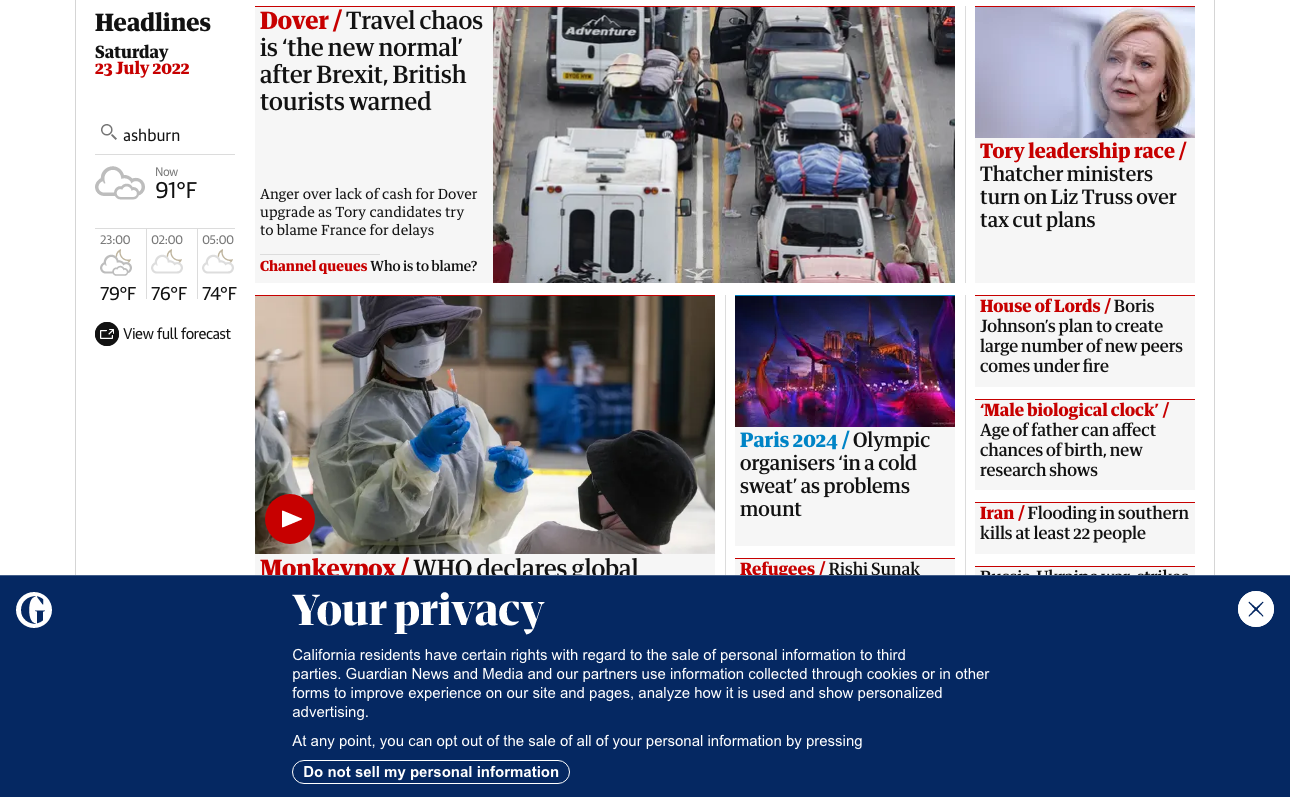 Headlines
Saturday
23 July 2022
ashburn
Now
91°F
23:00
02:00
05:00
79°F
76°F
74°F
View full forecast
Dover / Travel chaos
is ‘the new normal’
after Brexit, British
tourists warned
Anger over lack of cash for Dover
upgrade as Tory candidates try
to blame France for delays
Channel queues Who is to blame?
Adventure
Tory leadership race /
Thatcher ministers
turn on Liz Truss over
tax cut plans
Monkeypox / WHO declares global
Paris 2024 / Olympic
organisers ‘in a cold
sweat’ as problems
mount
Refugees / Rishi Sunak
House of Lords / Boris
Johnson’s plan to create
large number of new peers
comes under fire
‘Male biological clock’ /
Age of father can affect
chances of birth, new
research shows
Iran / Flooding in southern
kills at least 22 people
Russia-Ukraine war: strikes
G
Your privacy
California residents have certain rights with regard to the sale of personal information to third
parties. Guardian News and Media and our partners use information collected through cookies or in other
forms to improve experience on our site and pages, analyze how it is used and show personalized
advertising.
At any point, you can opt out of the sale of all of your personal information by pressing
Do not sell my personal information